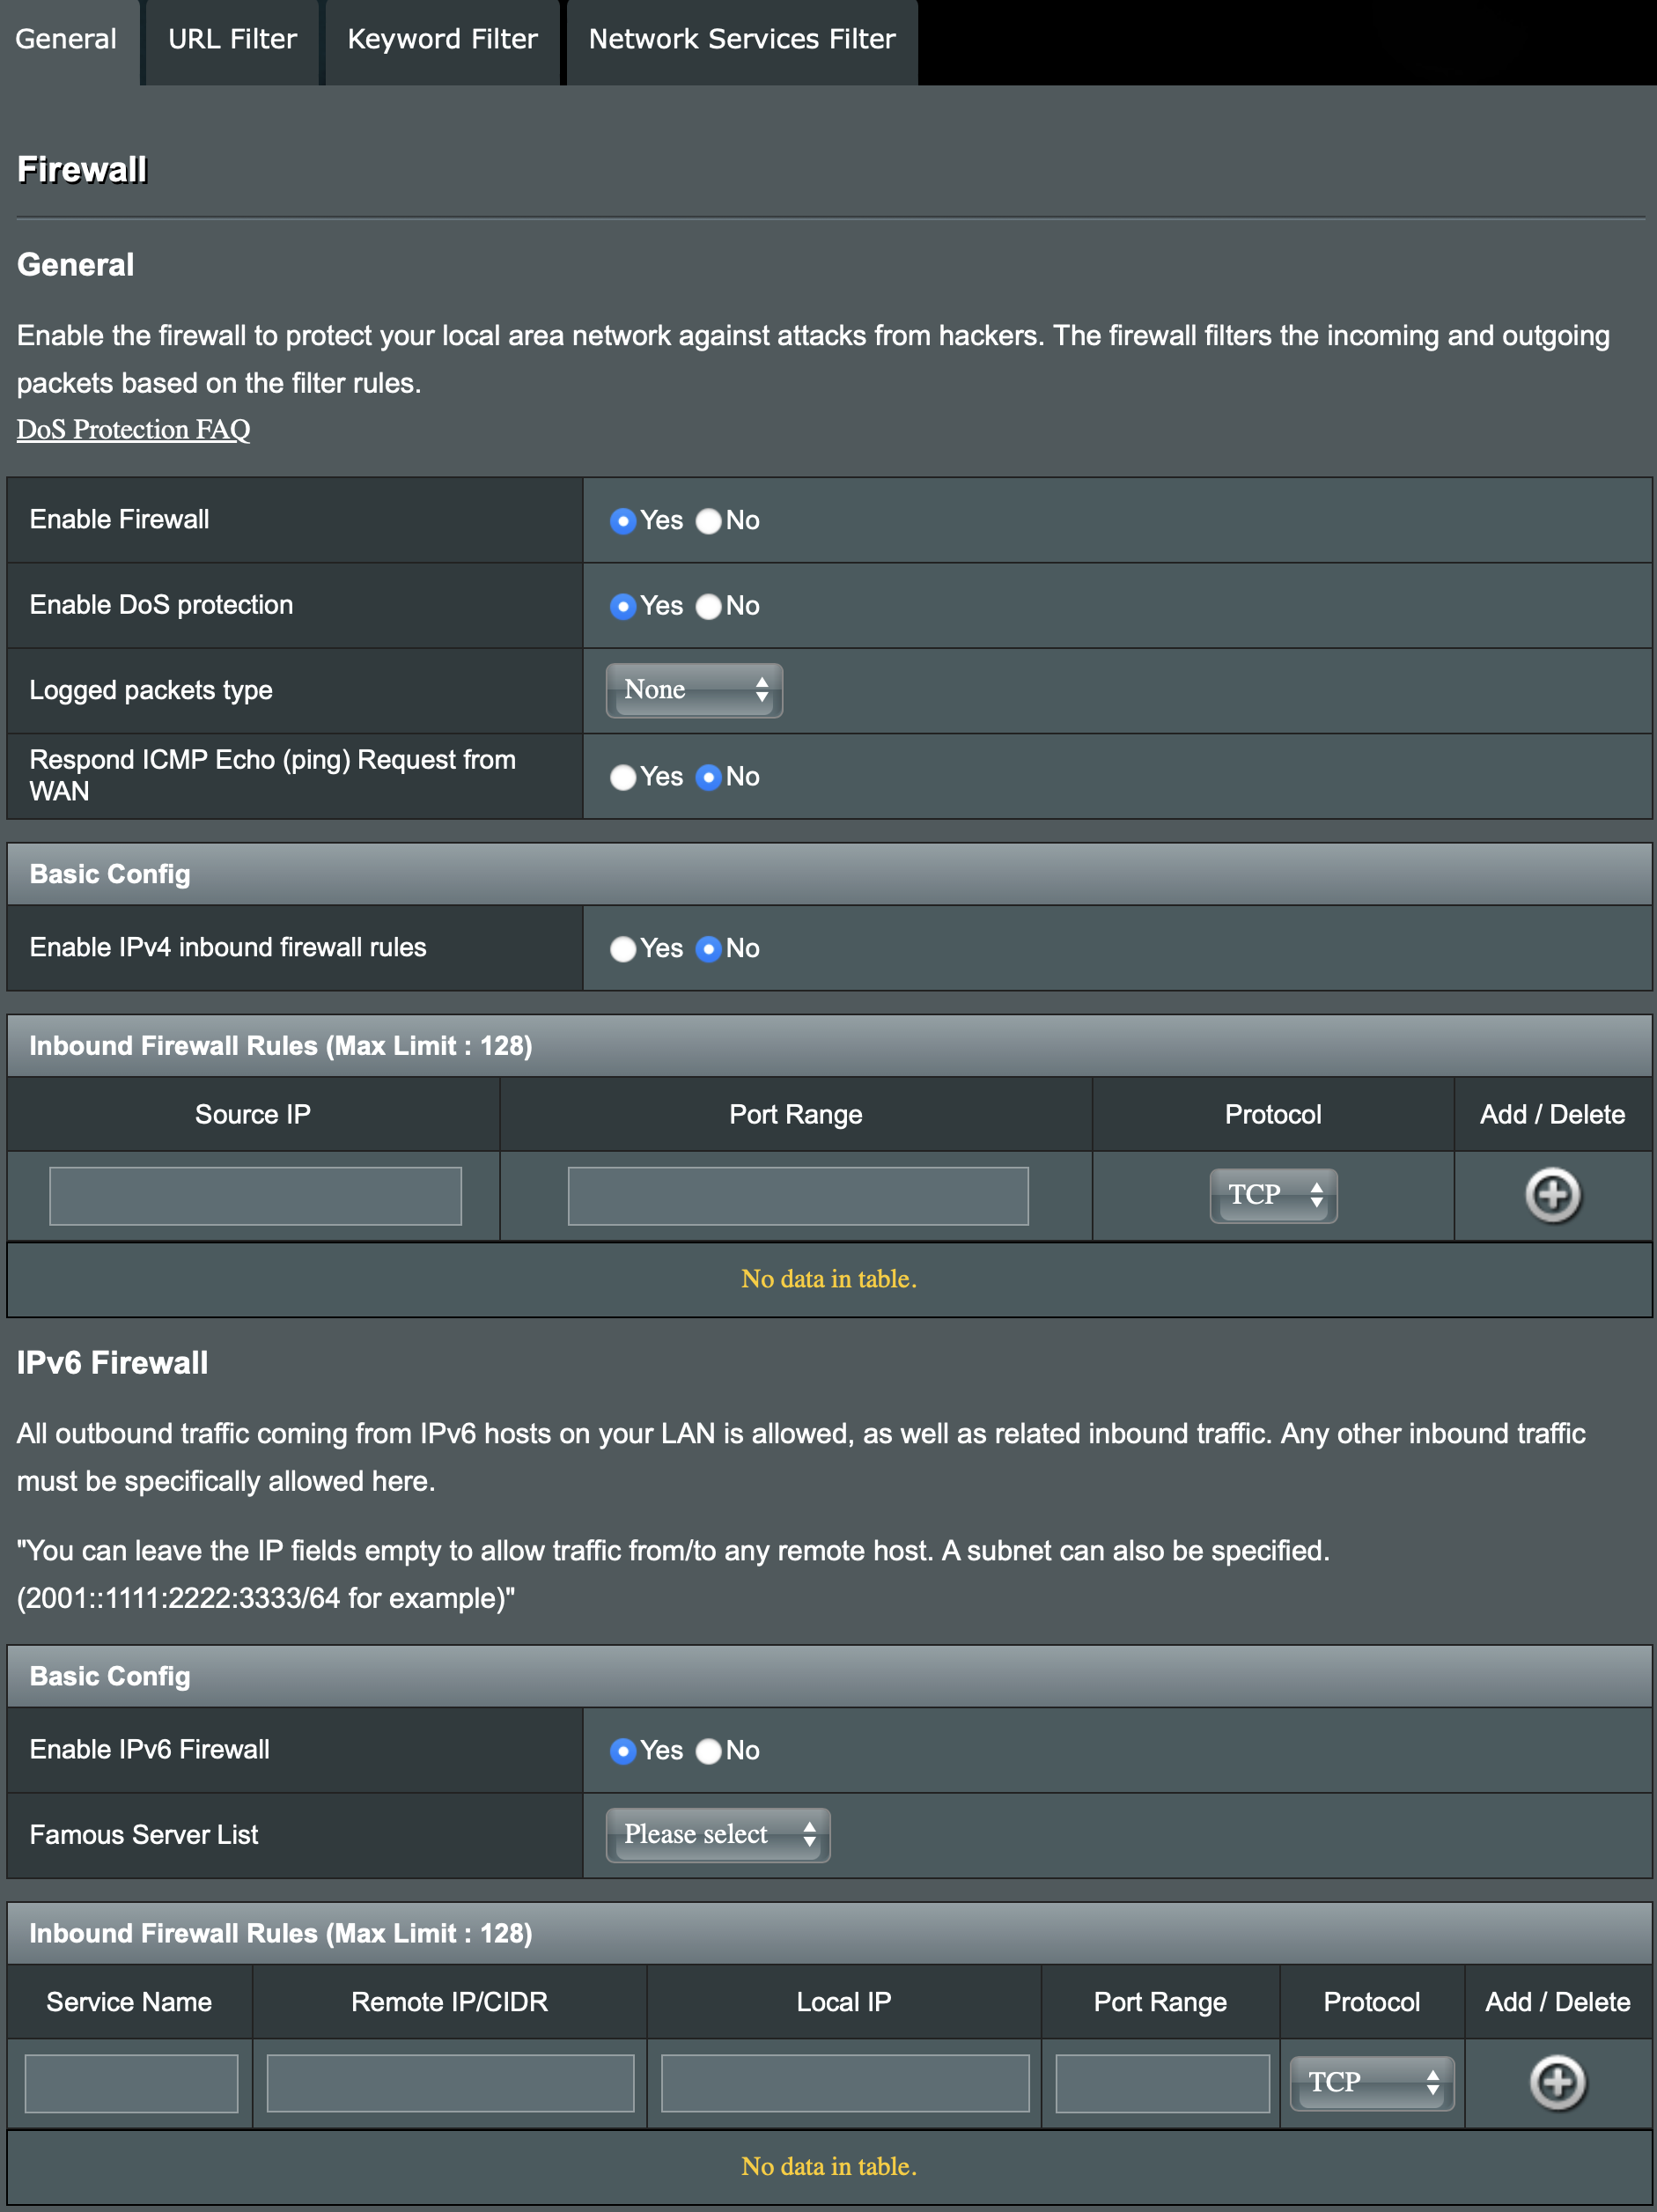 General
URL Filter
Keyword Filter
Network Services Filter
Firewall
General
Enable the firewall to protect your local area network against attacks from hackers. The firewall filters the incoming and outgoing
packets based on the filter rules.
DoS Protection FAQ
Enable Firewall
Yes No
Enable DoS protection
Yes No
Logged packets type
None
Respond ICMP Echo (ping) Request from
WAN
Yes No
Basic Config
Enable IPv4 inbound firewall rules
Yes No
Inbound Firewall Rules (Max Limit : 128)
Source IP
Port Range
Protocol
Add / Delete
TCP
No data in table.
IPv6 Firewall
All outbound traffic coming from IPv6 hosts on your LAN is allowed, as well as related inbound traffic. Any other inbound traffic
must be specifically allowed here.
"You can leave the IP fields empty to allow traffic from/to any remote host. A subnet can also be specified.
(2001::1111:2222:3333/64 for example)"
Basic Config
Enable IPv6 Firewall
Yes No
Famous Server List
Please select
Inbound Firewall Rules (Max Limit : 128)
Service Name
Remote IP/CIDR
Local IP
Port Range
Protocol
Add / Delete
TCP
No data in table.